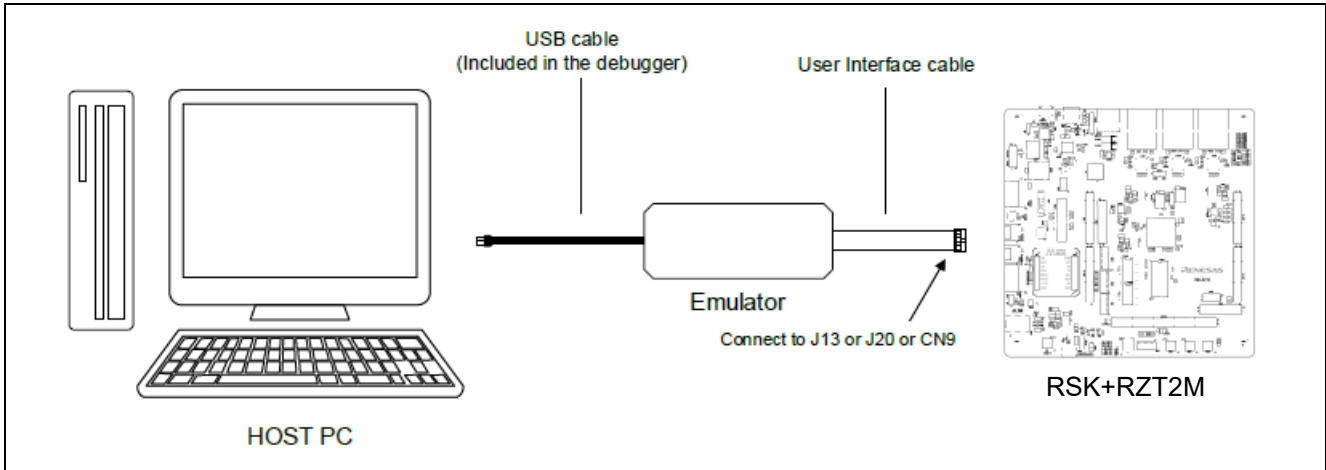 USB cable
(Included in the debugger)
User Interface cable
Emulator
Connect to J13 or J20 or CN9
RENESAS
RSK+RZT2M
HOST PC